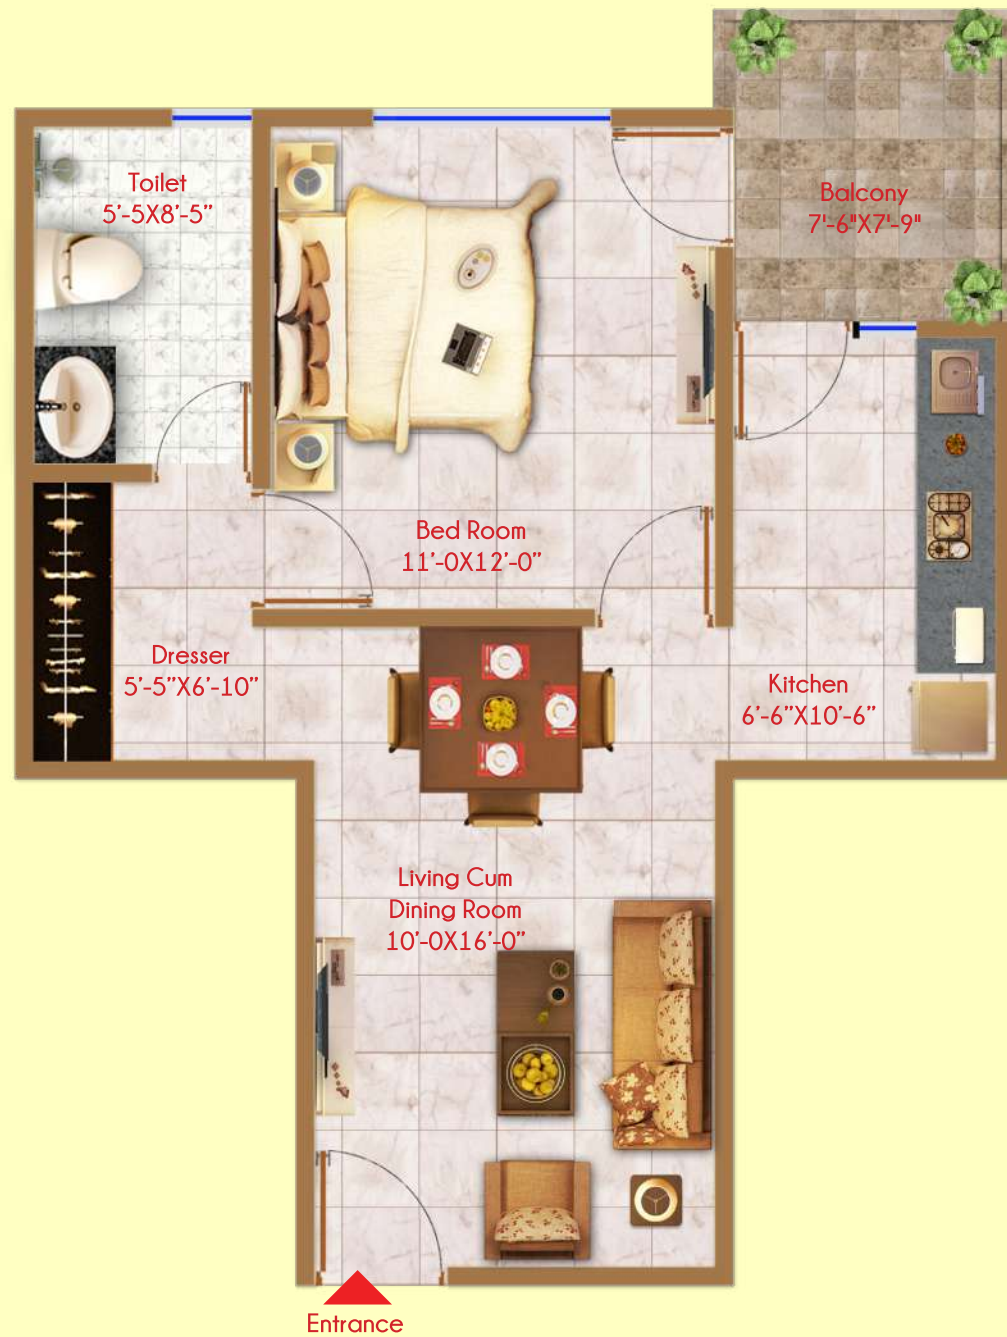 Toilet
5'-5X8'-5”
Balcony
7'-6"X7'-9"
Bed Room
11'-0X12'-0”
Dresser
5'-5”X6'-10”
Kitchen
6'-6”X10'-6”
Living Cum
Dining Room
10'-0X16'-0”
Entrance